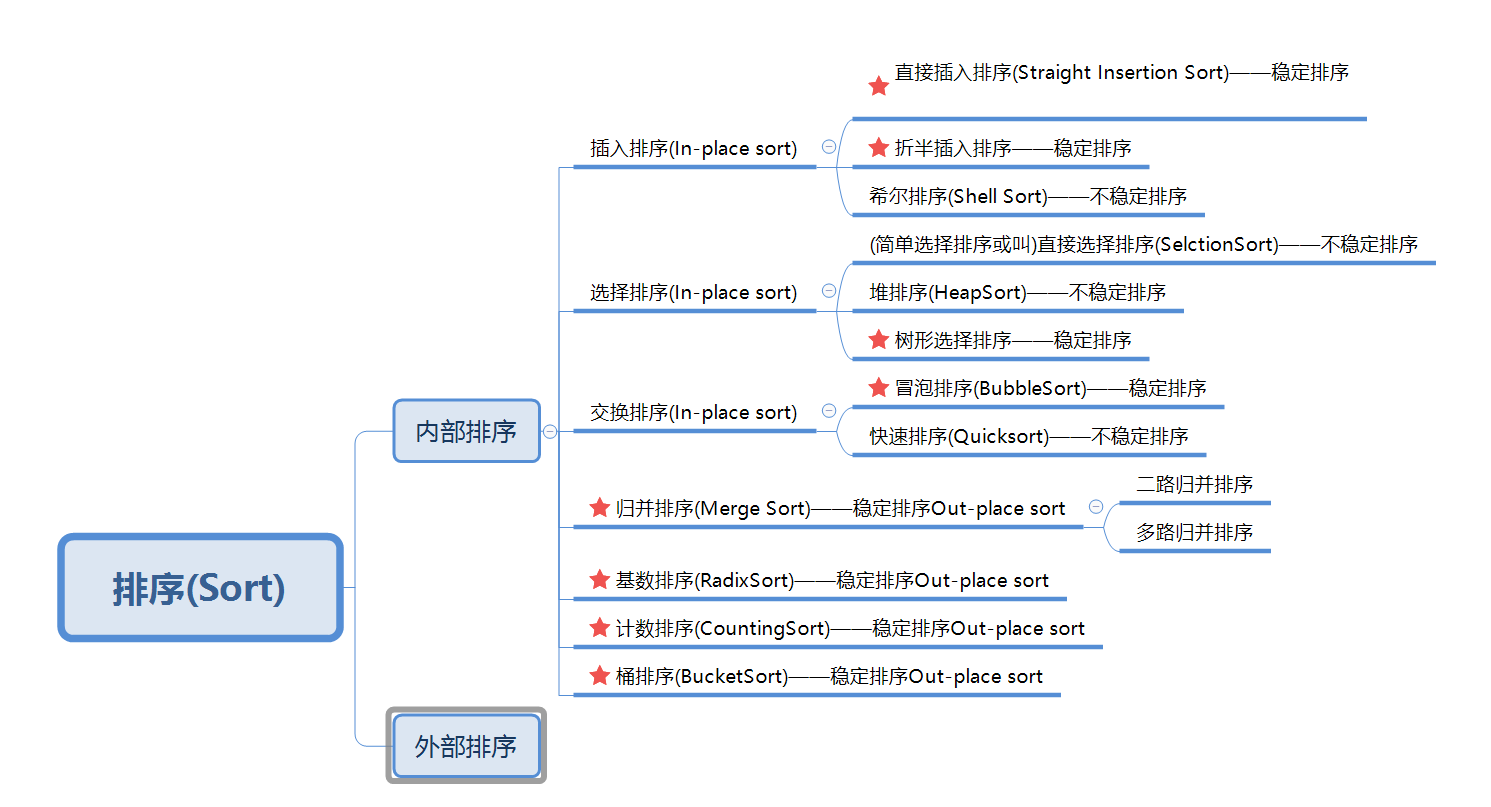 排序(Sort)
内部排序
插入排序(In-place sort)
直接插入排序(Straight Insertion Sort)——稳定排序
折半插入排序——稳定排序
希尔排序(Shell Sort)——不稳定排序
选择排序(In-place sort)
(简单选择排序或叫)直接选择排序(SelctionSort)——不稳定排序
堆排序(HeapSort)——不稳定排序
树形选择排序——稳定排序
交换排序(In-place sort)
冒泡排序(BubbleSort)——稳定排序
快速排序(Quicksort)——不稳定排序
归并排序(Merge Sort)——稳定排序Out-place sort
二路归并排序
多路归并排序
基数排序(RadixSort)——稳定排序Out-place sort
计数排序(CountingSort)——稳定排序Out-place sort
桶排序(BucketSort)——稳定排序Out-place sort
外部排序